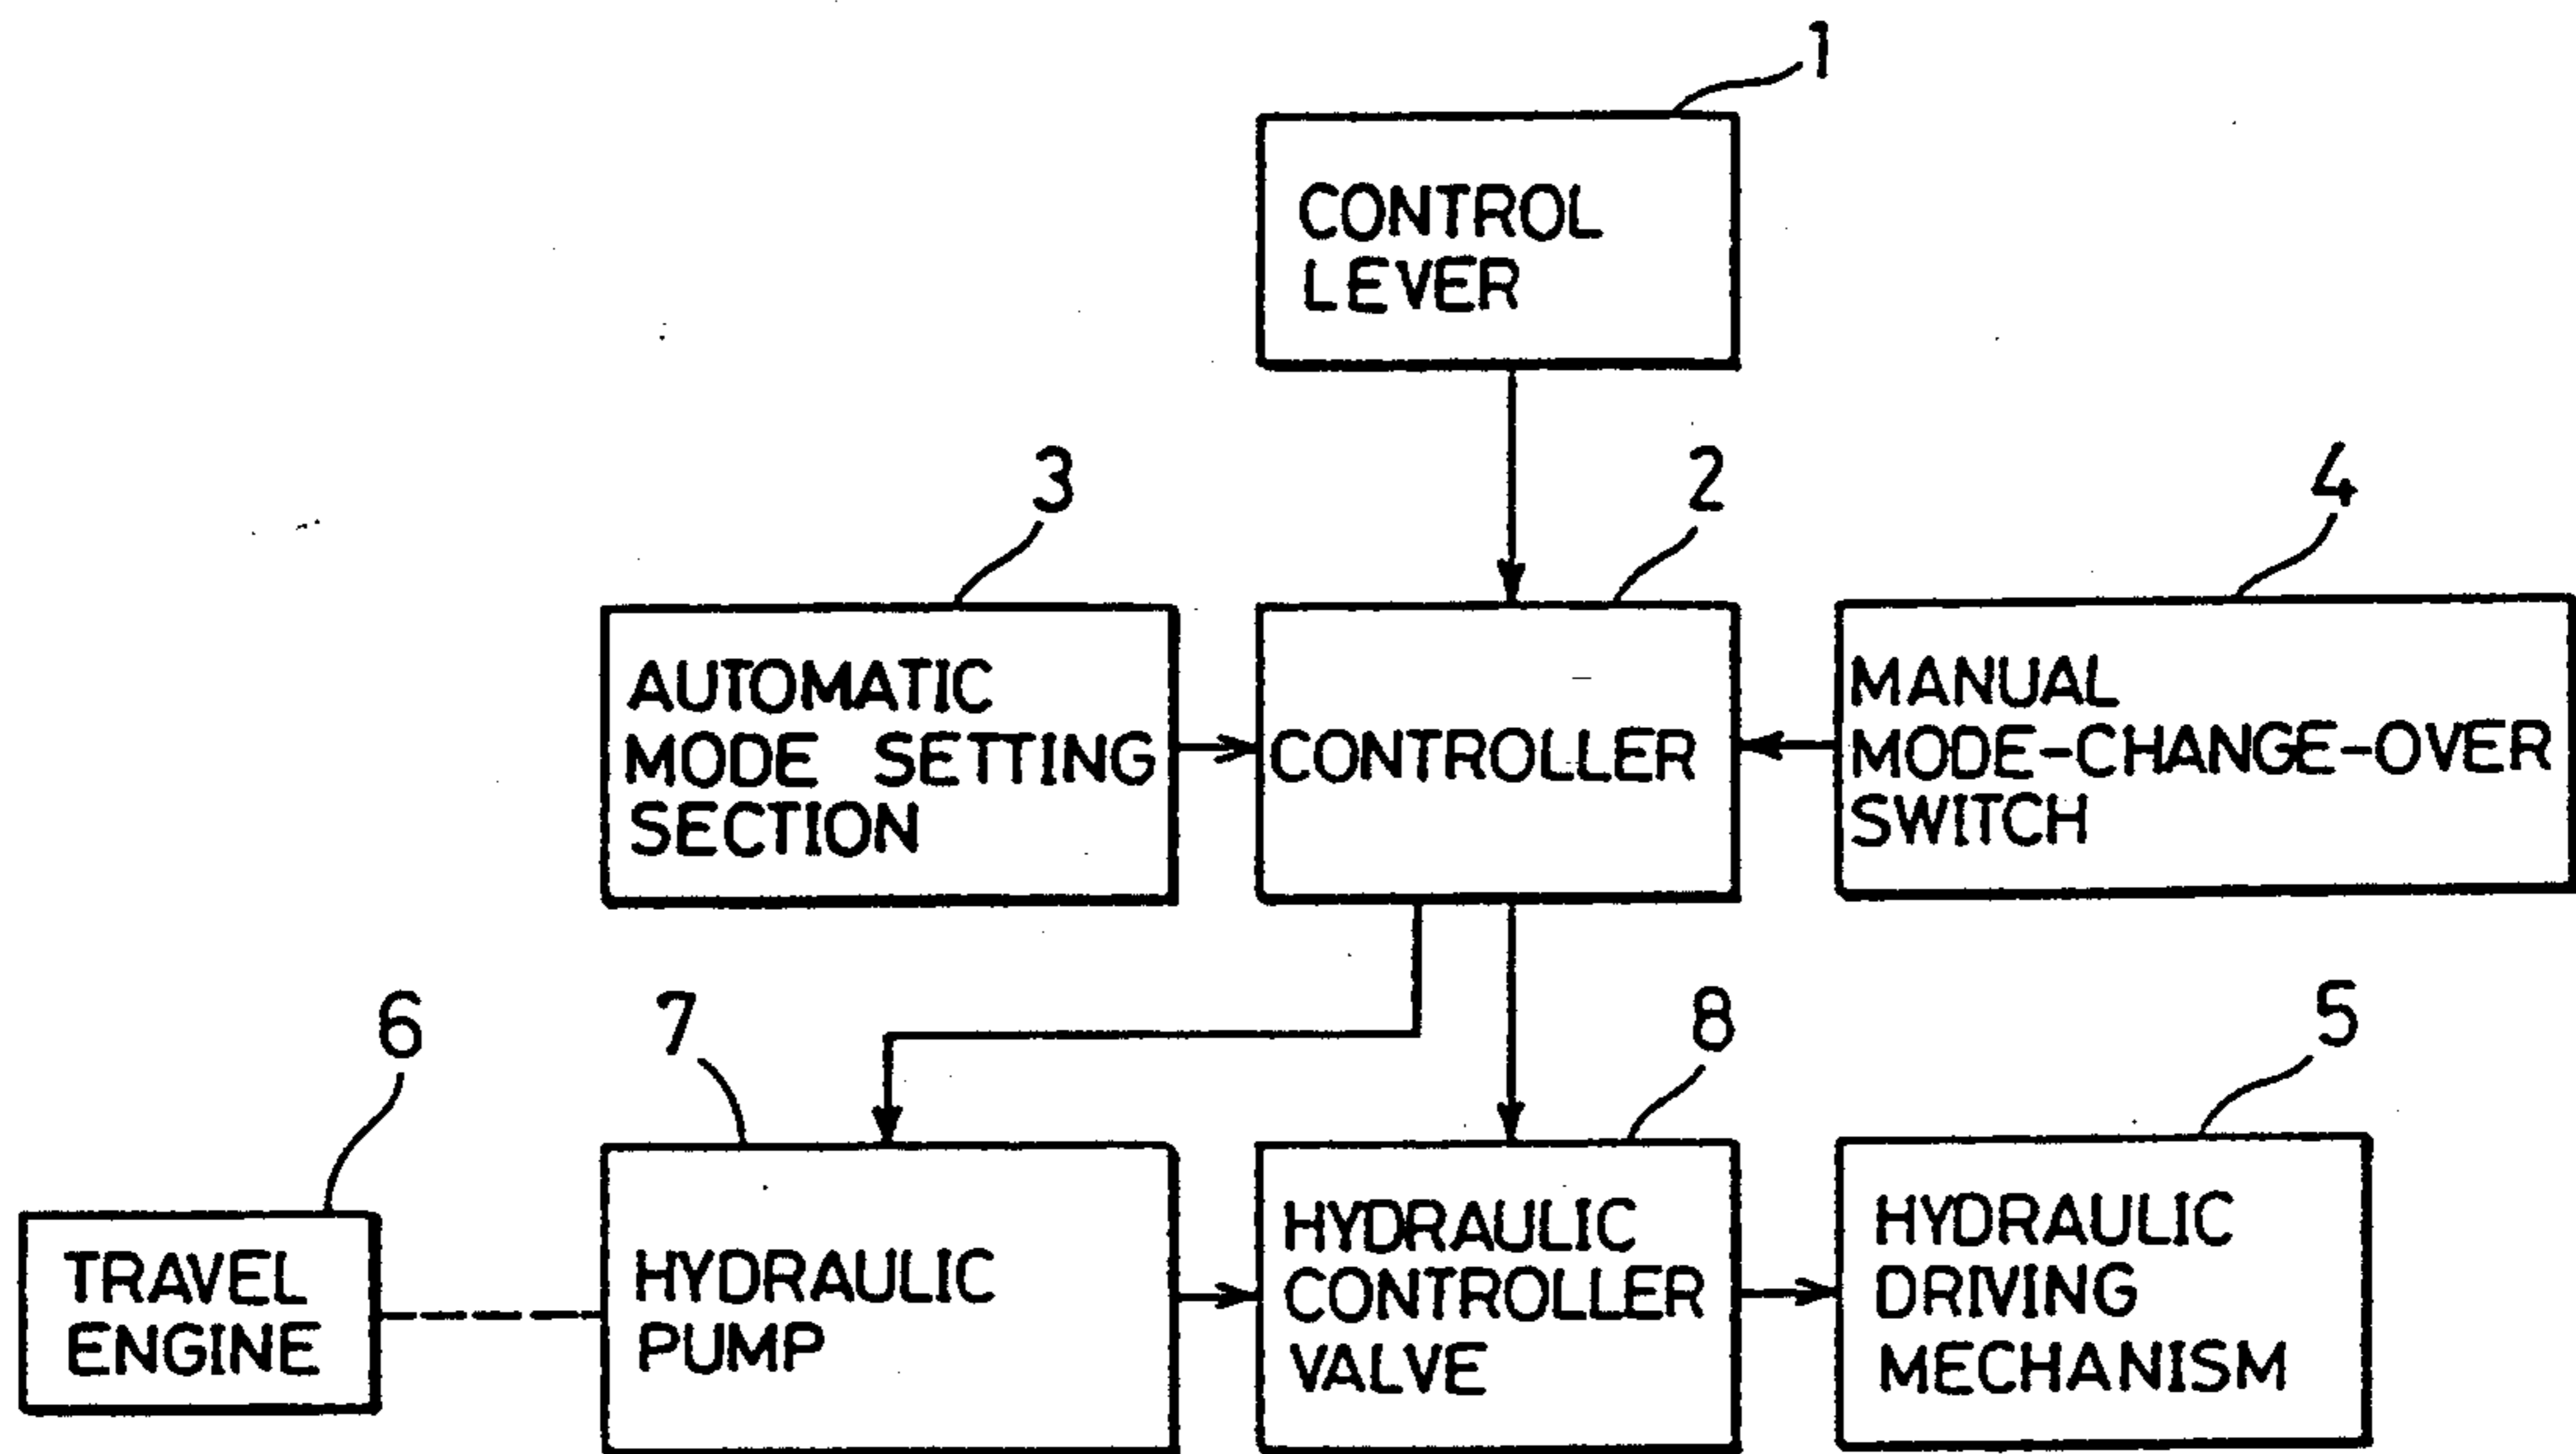 1
CONTROL
LEVER
3
2
4
AUTOMATIC
MODE SETTING
SECTION
CONTROLLER
MANUAL
MODE-CHANGE-OVER
SWITCH
6
7
8
5
TRAVEL
ENGINE
HYDRAULIC
PUMP
HYDRAULIC
CONTROLLER
VALVE
HYDRAULIC
DRIVING
MECHANISM